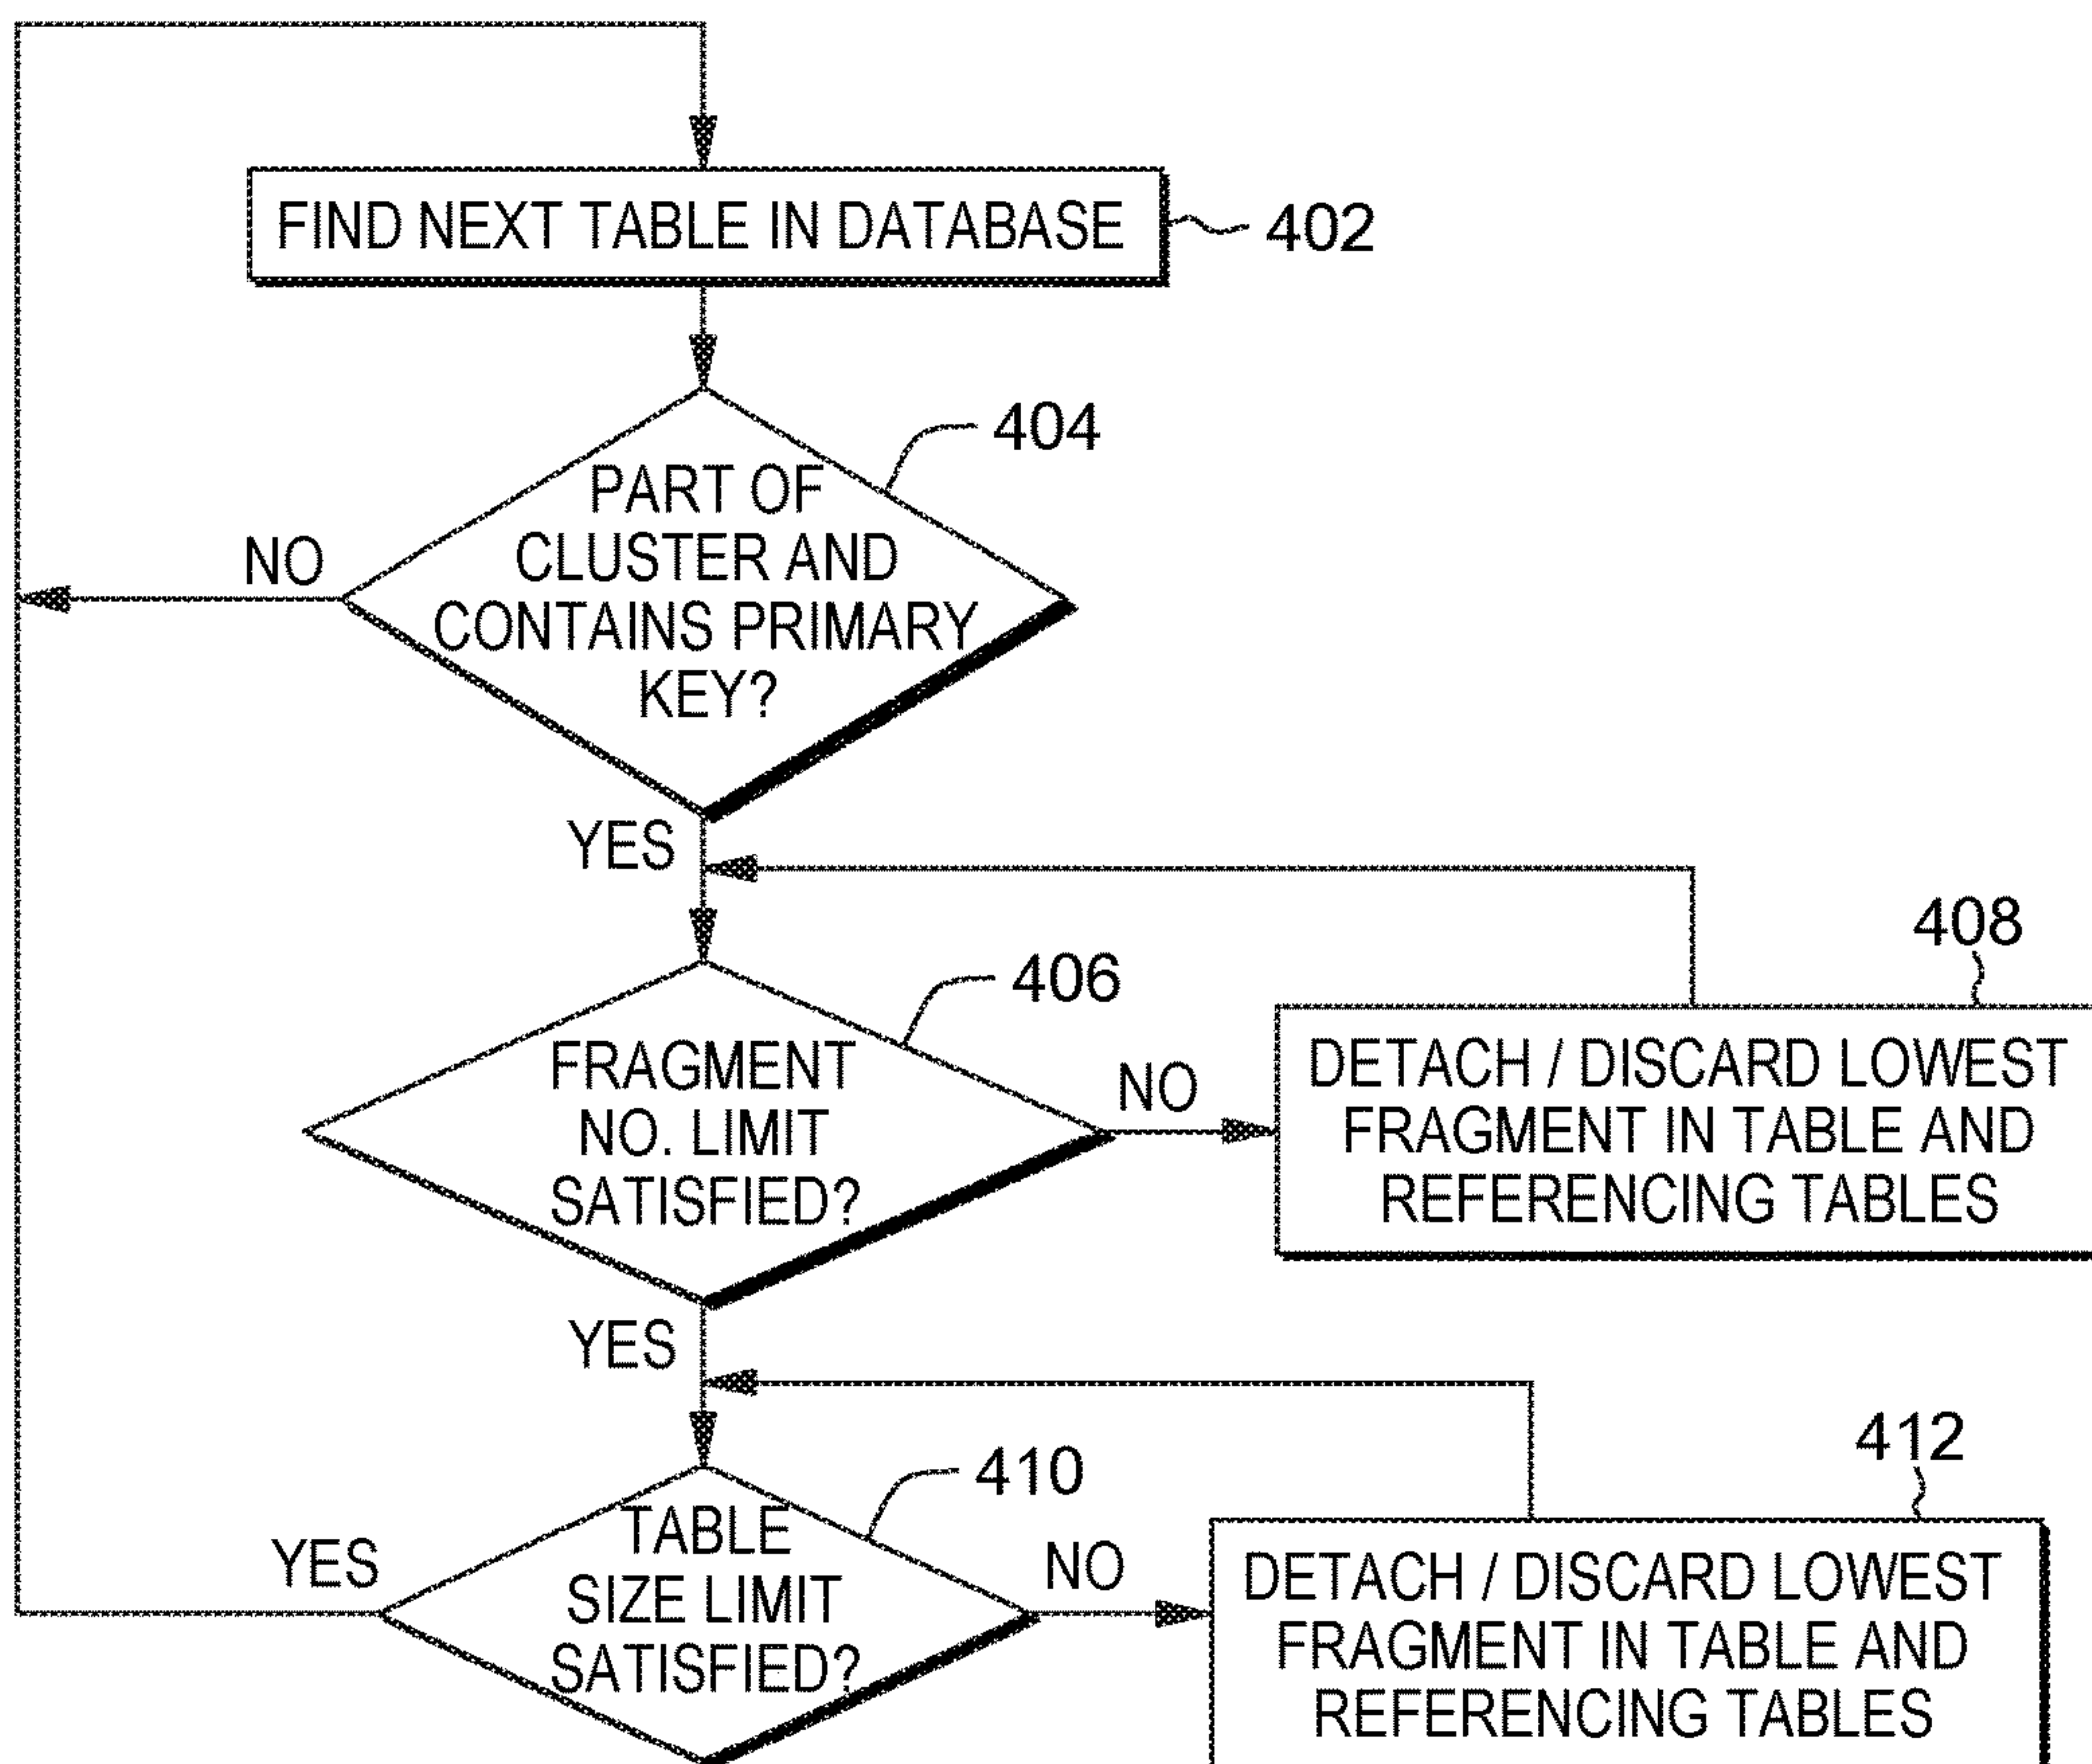 FIND NEXT TABLE IN DATABASE
402
404
PART OF
CLUSTER AND
CONTAINS PRIMARY
KEY?
NO
YES
406
FRAGMENT
NO. LIMIT
SATISFIED?
NO
408
DETACH / DISCARD LOWEST
FRAGMENT IN TABLE AND
REFERENCING TABLES
YES
410
TABLE
SIZE LIMIT
SATISFIED?
YES
NO
412
DETACH / DISCARD LOWEST
FRAGMENT IN TABLE AND
REFERENCING TABLES